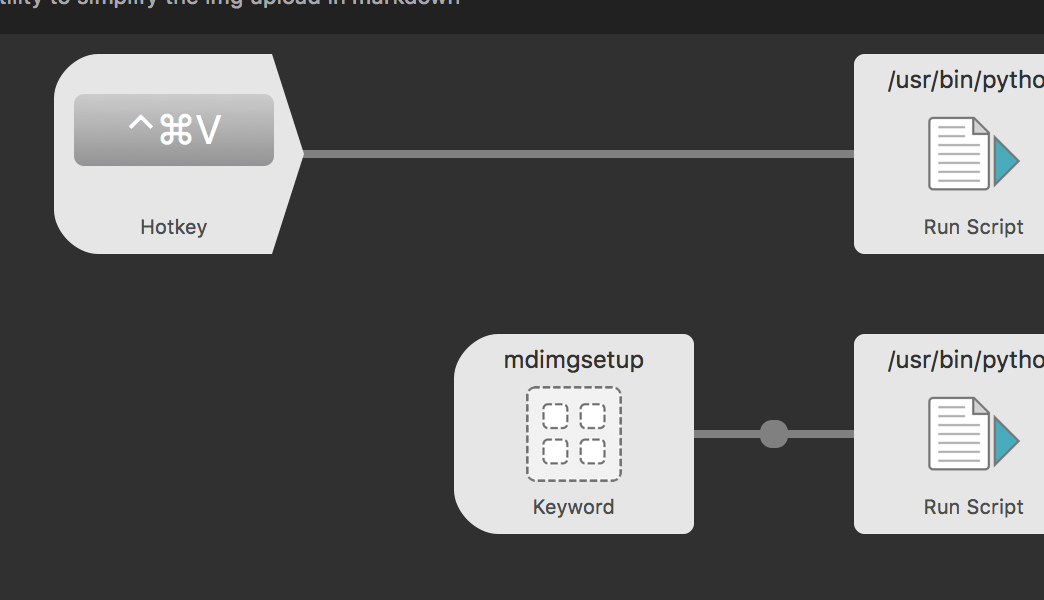 to simplify the img upload in markdown
^⌘V
Hotkey
/usr/bin/pytho
Run Script
mdimgsetup
Keyword
/usr/bin/pytho
Run Script